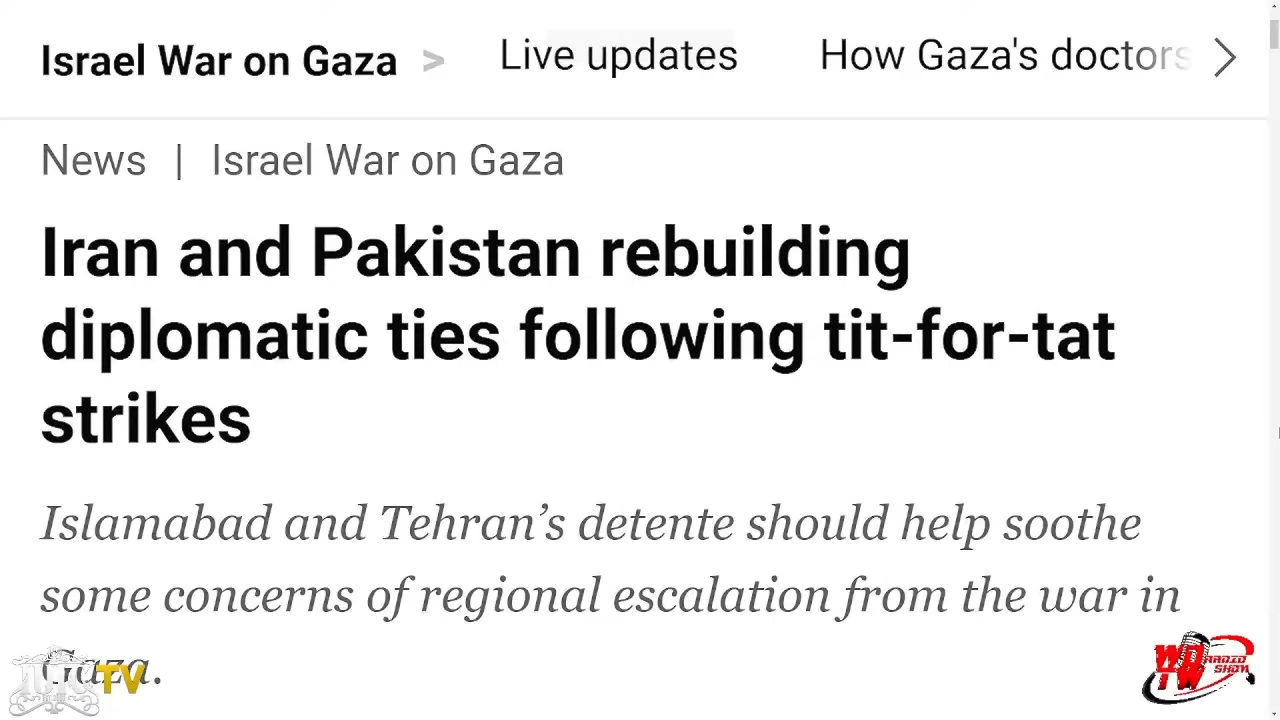 Israel War on Gaza > Live updates How Gaza's doctors >
News | Israel War on Gaza
Iran and Pakistan rebuilding
diplomatic ties following tit-for-tat
strikes
Islamabad and Tehran’s detente should help soothe
some concerns of regional escalation from the war in
Gaza.
TV
RADIO
SHOW